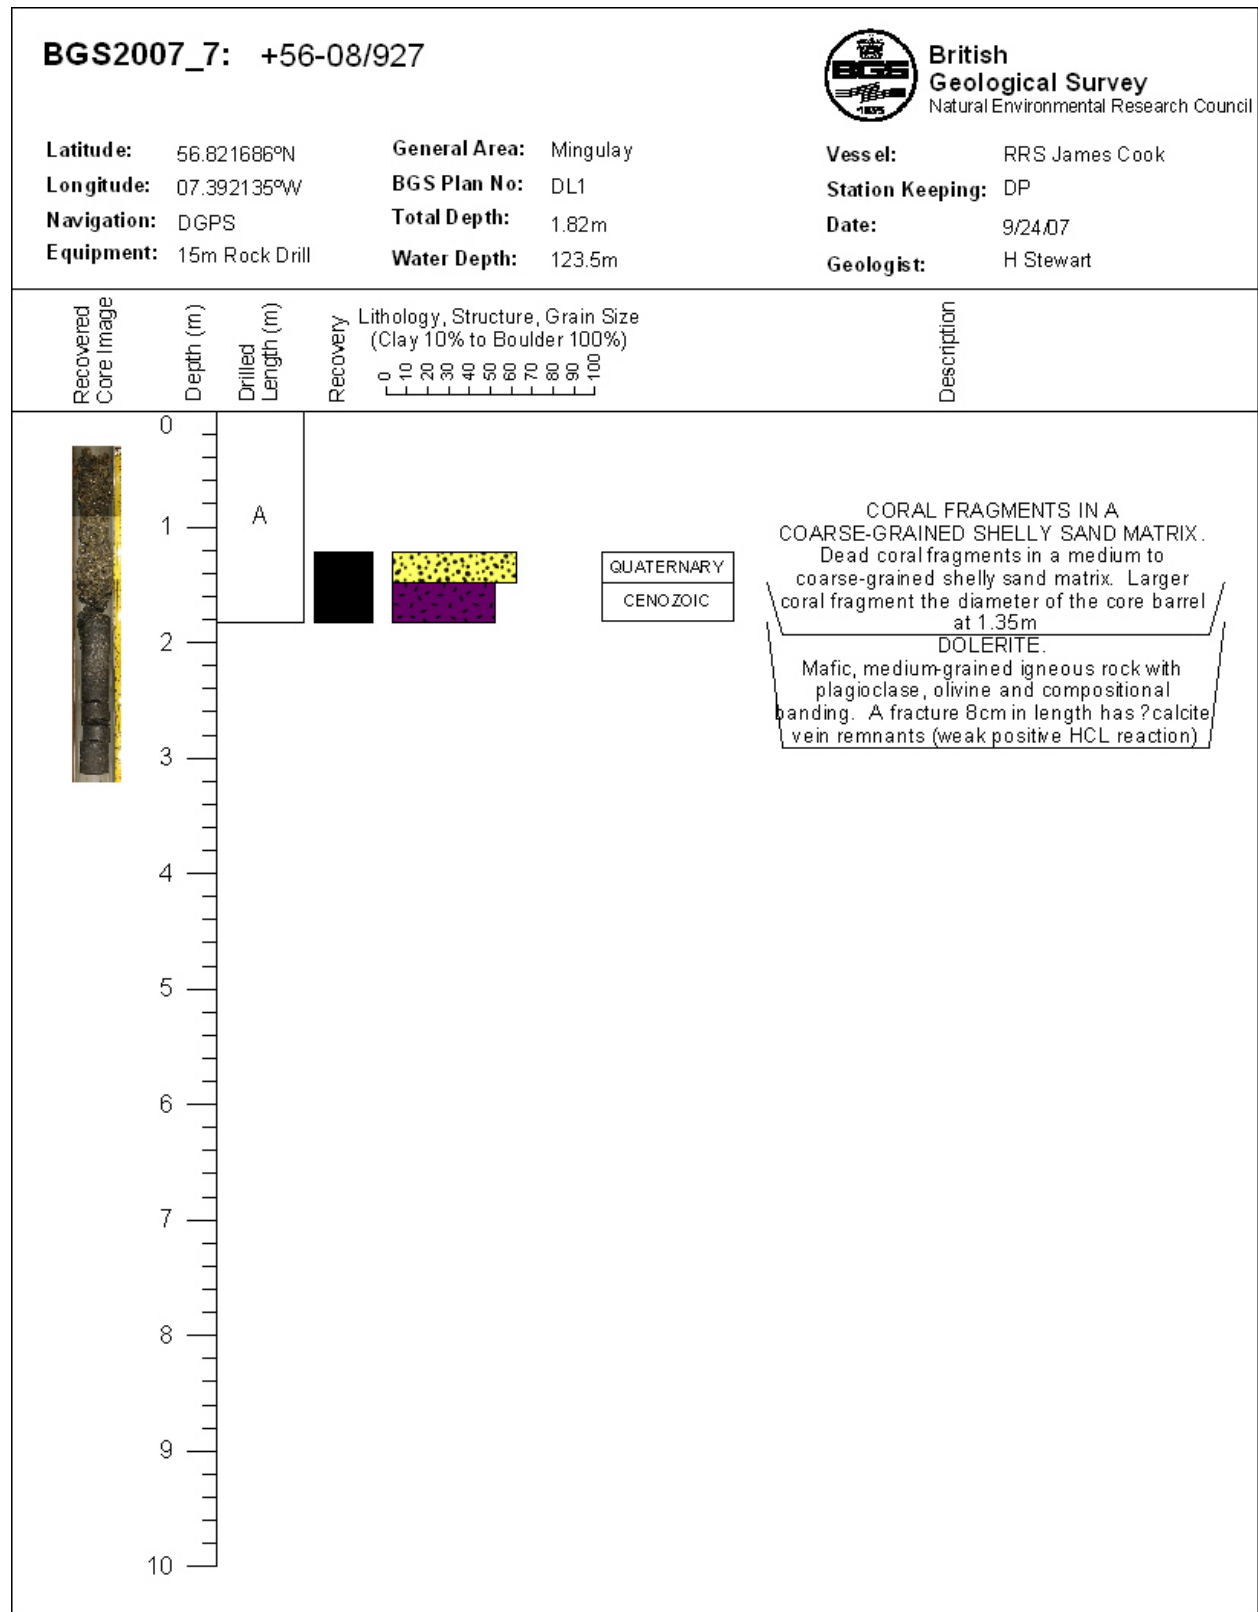 BGS2007_7: +56-08/927
British
Geological Survey
Natural Environmental Research Council
BGS
1835
Latitude: 56.821686ºN
Longitude: 07.392135ºW
Navigation: DGPS
Equipment: 15m Rock Drill
General Area: Mingulay
BGS Plan No: DL1
Total Depth: 1.82m
Water Depth: 123.5m
Vessel: RRS James Cook
Station Keeping: DP
Date: 9/24/07
Geologist: H Stewart
Recovered
Core Image
Depth (m)
Drilled
Length (m)
Recovery
Lithology, Structure, Grain Size
(Clay 10% to Boulder 100%)
0 10 20 30 40 50 60 70 80 90 100
Description
0
1
2
3
4
5
6
7
8
9
10
A
QUATERNARY
CENOZOIC
CORAL FRAGMENTS IN A
COARSE-GRAINED SHELLY SAND MATRIX.
Dead coral fragments in a medium to
coarse-grained shelly sand matrix. Larger
coral fragment the diameter of the core barrel
at 1.35m
DOLERITE.
Mafic, medium-grained igneous rock with
plagioclase, olivine and compositional
banding. A fracture 8cm in length has ?calcite
vein remnants (weak positive HCL reaction)